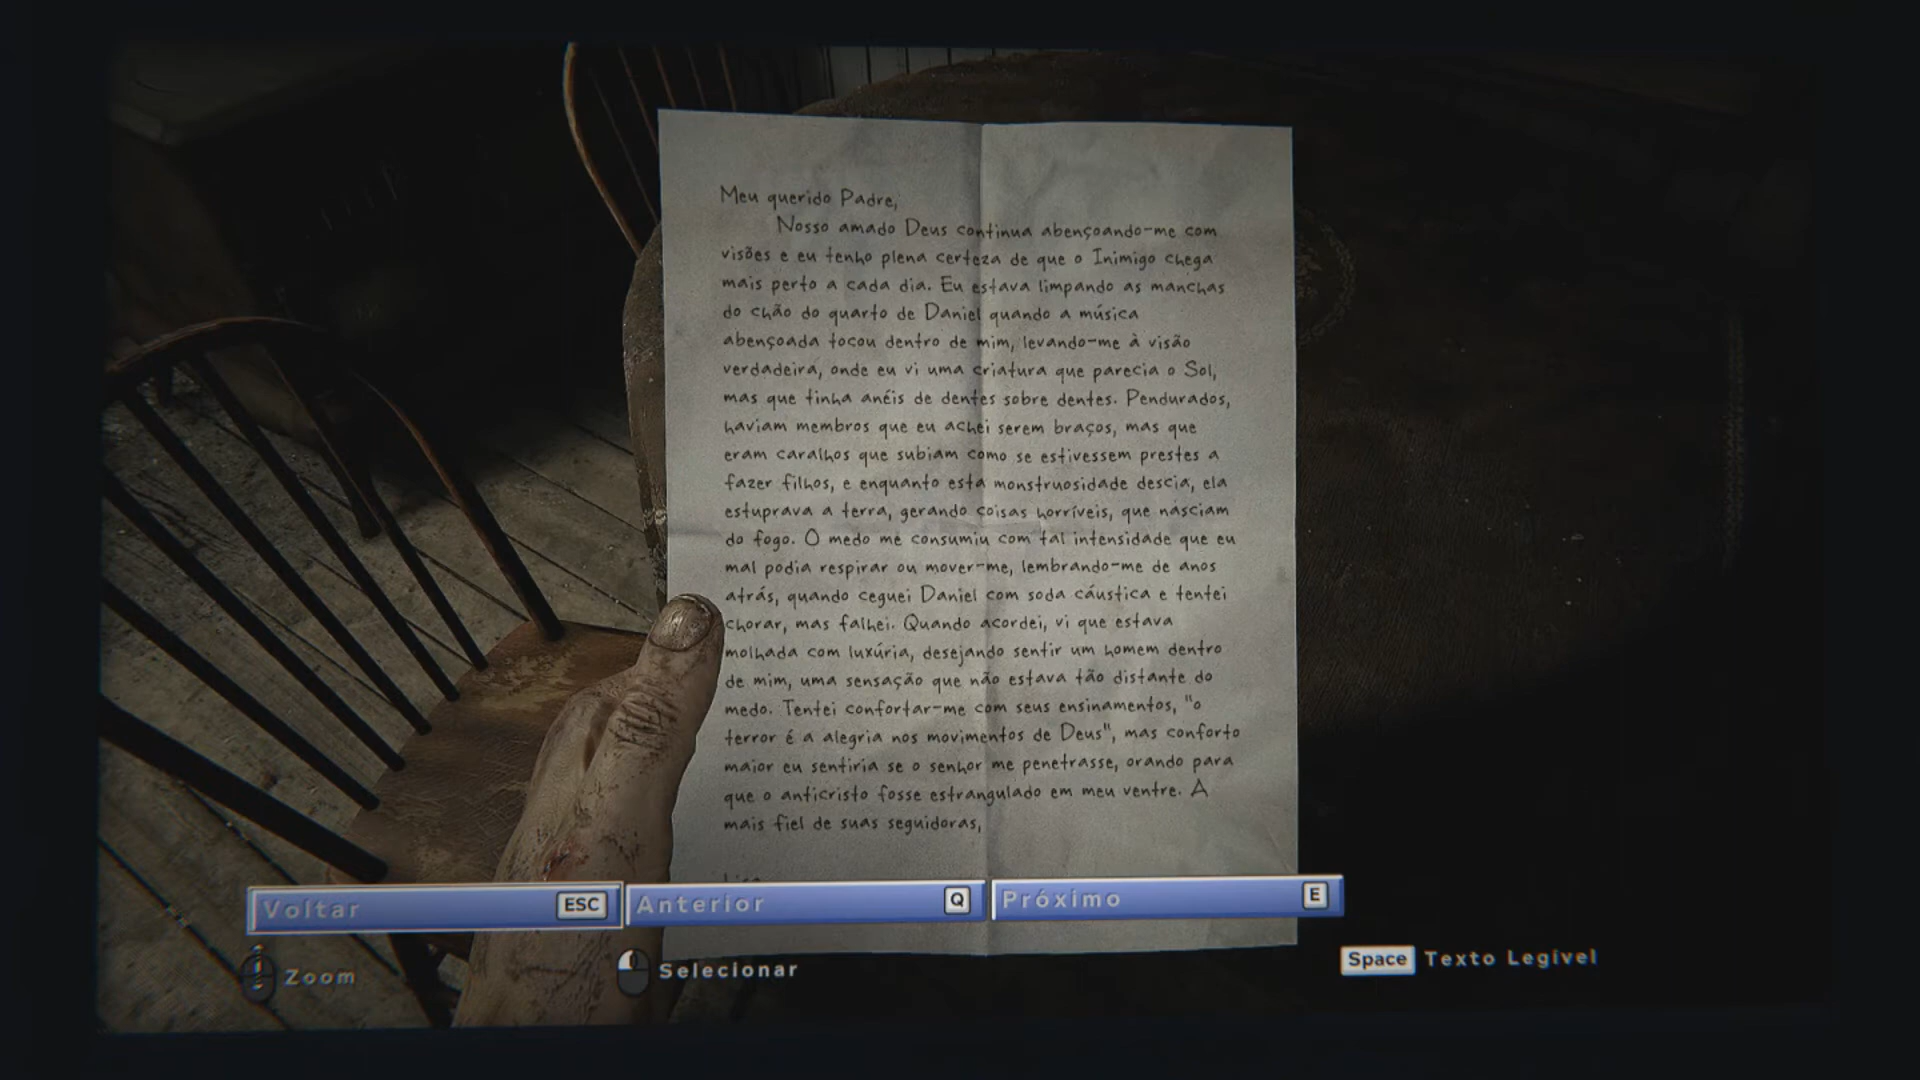 Meu querido Padre,
Nosso amado Deus continua abençoando-me com
visões e eu tenho plena certeza de que o Inimigo chega
mais perto a cada dia. Eu estava limpando as manchas
do chão do quarto de Daniel quando a música
abençoada tocou dentro de mim, levando-me à visão
verdadeira, onde eu vi uma criatura que parecia o Sol,
mas que tinha anéis de dentes sobre dentes. Pendurados,
haviam membros que eu achei serem braços, mas que
eram caralhos que subiam como se estivessem prestes a
fazer filhos, e enquanto esta monstruosidade descia, ela
estuprava a terra, gerando coisas horríveis, que nasciam
do fogo. O medo me consumiu com tal intensidade que eu
mal podia respirar ou mover-me, lembrando-me de anos
atrás, quando ceguei Daniel com soda cáustica e tentei
chorar, mas falhei. Quando acordei, vi que estava
molhada com luxúria, desejando sentir um homem dentro
de mim, uma sensação que não estava tão distante do
medo. Tentei confortar-me com seus ensinamentos, "o
terror é a alegria nos movimentos de Deus", mas conforto
maior eu sentiria se o senhor me penetrasse, orando para
que o anticristo fosse estrangulado em meu ventre. A
mais fiel de suas seguidoras,
Voltar ESC Anterior Q Próximo E
Zoom Selecionar Space Texto Legível